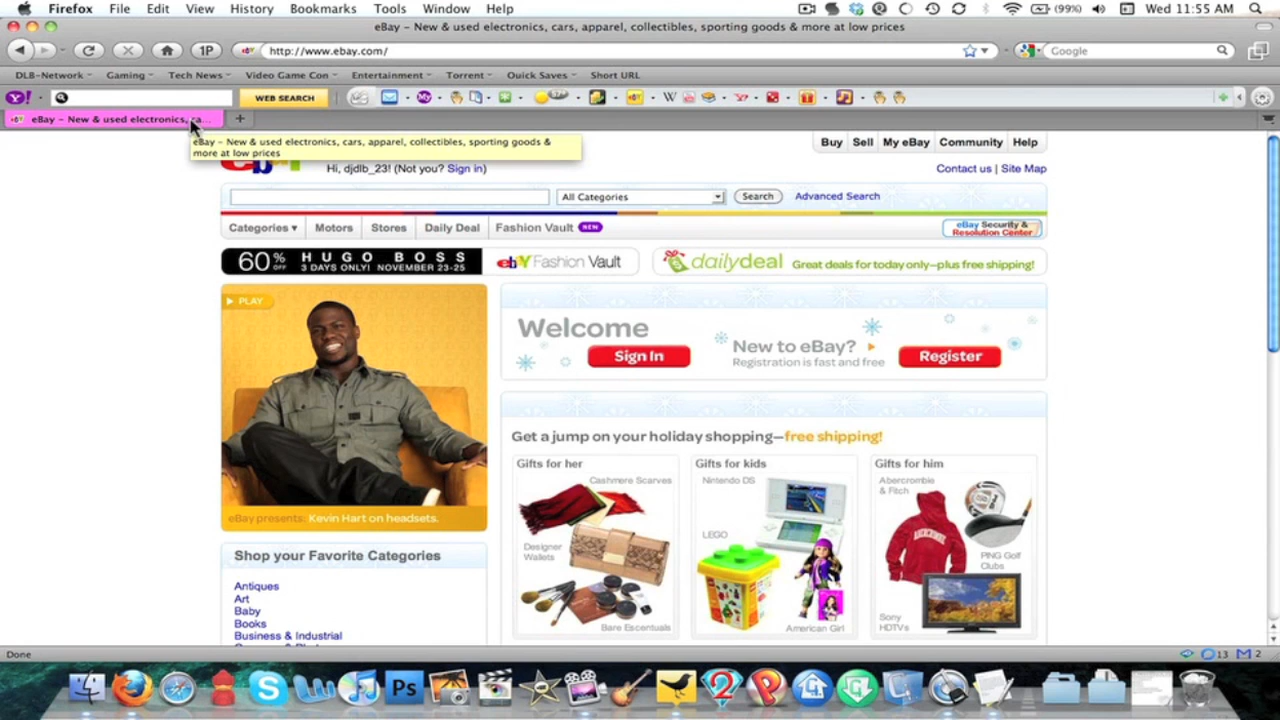 Firefox File Edit View History Bookmarks Tools Window Help
(99%) Wed 11:55 AM
eBay – New & used electronics, cars, apparel, collectibles, sporting goods & more at low prices
1P http://www.ebay.com/ Google
DLB-Network Gaming Tech News Video Game Con Entertainment Torrent Quick Saves Short URL
Y! WEB SEARCH
eBay – New & used electronics, ca...
eBay – New & used electronics, cars, apparel, collectibles, sporting goods &
more at low prices
Buy Sell My eBay Community Help
Hi, djdlb_23! (Not you? Sign in)
Contact us | Site Map
All Categories Search Advanced Search
Categories Motors Stores Daily Deal Fashion Vault NEW
eBay Security &
Resolution Center
60% OFF HUGO BOSS
3 DAYS ONLY! NOVEMBER 23-25
ebY Fashion Vault
dailydeal Great deals for today only—plus free shipping!
PLAY
Welcome
Sign In
New to eBay?
Registration is fast and free
Register
eBay presents: Kevin Hart on headsets.
Get a jump on your holiday shopping—free shipping!
Gifts for her
Cashmere Scarves
Designer
Wallets
Bare Escentuals
Gifts for kids
Nintendo DS
LEGO
American Girl
Gifts for him
Abercrombie
& Fitch
PING Golf
Clubs
Sony
HDTVs
Shop your Favorite Categories
Antiques
Art
Baby
Books
Business & Industrial
Done
13 2
Ps